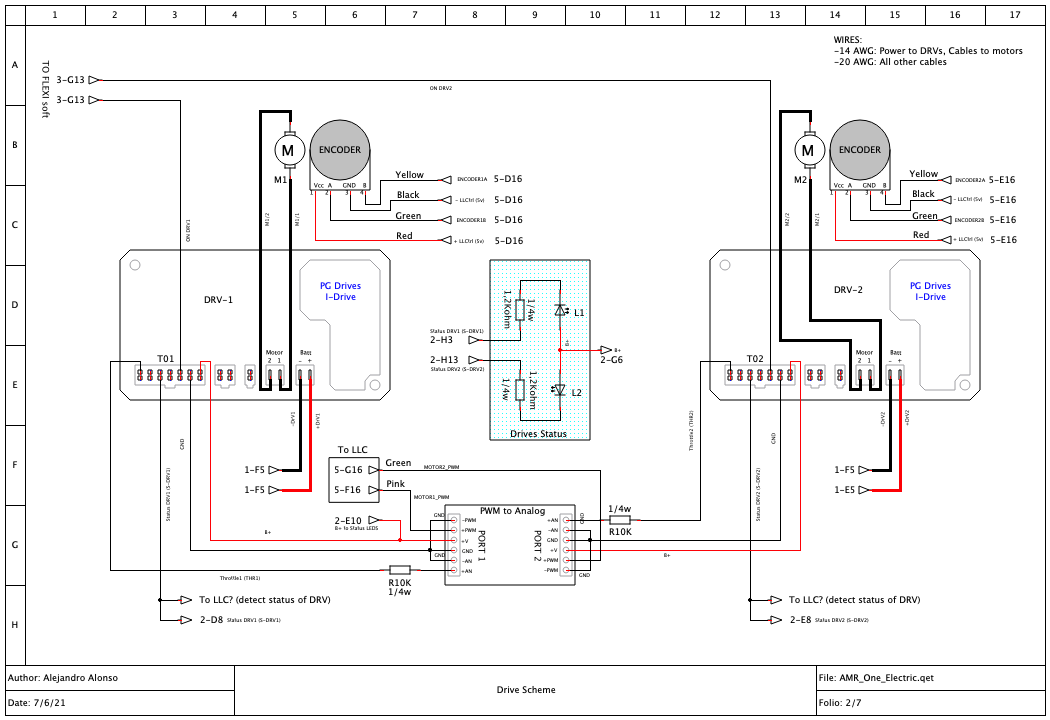 1 2 3 4 5 6 7 8 9 10 11 12 13 14 15 16 17
A
B
C
D
E
F
G
H
WIRES:
-14 AWG: Power to DRVs, Cables to motors
-20 AWG: All other cables
TO FLEXI soft
3-G13
3-G13
ON DRV2
ON DRV1
M
M1
ENCODER
Vcc A GND B
1 2 3 4
M1/2
M1/1
Yellow ENCODER1A 5-D16
Black - LLCtrl (5v) 5-D16
Green ENCODER1B 5-D16
Red + LLCtrl (5v) 5-D16
M
M2
ENCODER
Vcc A GND B
1 2 3 4
M2/2
M2/1
Yellow ENCODER2A 5-E16
Black - LLCtrl (5v) 5-E16
Green ENCODER2B 5-E16
Red + LLCtrl (5v) 5-E16
DRV-1
PG Drives
I-Drive
T01
Motor
2 1
Batt
- +
-DRV1
+DRV1
DRV-2
PG Drives
I-Drive
T02
Motor
2 1
Batt
- +
-DRV2
+DRV2
1.2Kohm
1/4w
L1
Status DRV1 (S-DRV1)
2-H3
2-H13
Status DRV2 (S-DRV2)
B+
B+
2-G6
1/4w
1.2Kohm
L2
Drives Status
GND
Status DRV1 (S-DRV1)
1-F5
1-F5
To LLC
5-G16 Green MOTOR2_PWM
5-F16 Pink
MOTOR1_PWM
2-E10
B+ to Status LEDS
B+
PWM to Analog
GND
-PWM
+PWM
+V
GND
-AN
+AN
GND
PORT 1
PORT 2
+AN
-AN
GND
+V
+PWM
-PWM
GND
GND
1/4w
R10K
B+
Throttle2 (THR2)
GND
Status DRV2 (S-DRV2)
1-F5
1-E5
Throttle1 (THR1)
R10K
1/4w
To LLC? (detect status of DRV)
2-D8 Status DRV1 (S-DRV1)
To LLC? (detect status of DRV)
2-E8 Status DRV2 (S-DRV2)
Author: Alejandro Alonso
Date: 7/6/21
Drive Scheme
File: AMR_One_Electric.qet
Folio: 2/7